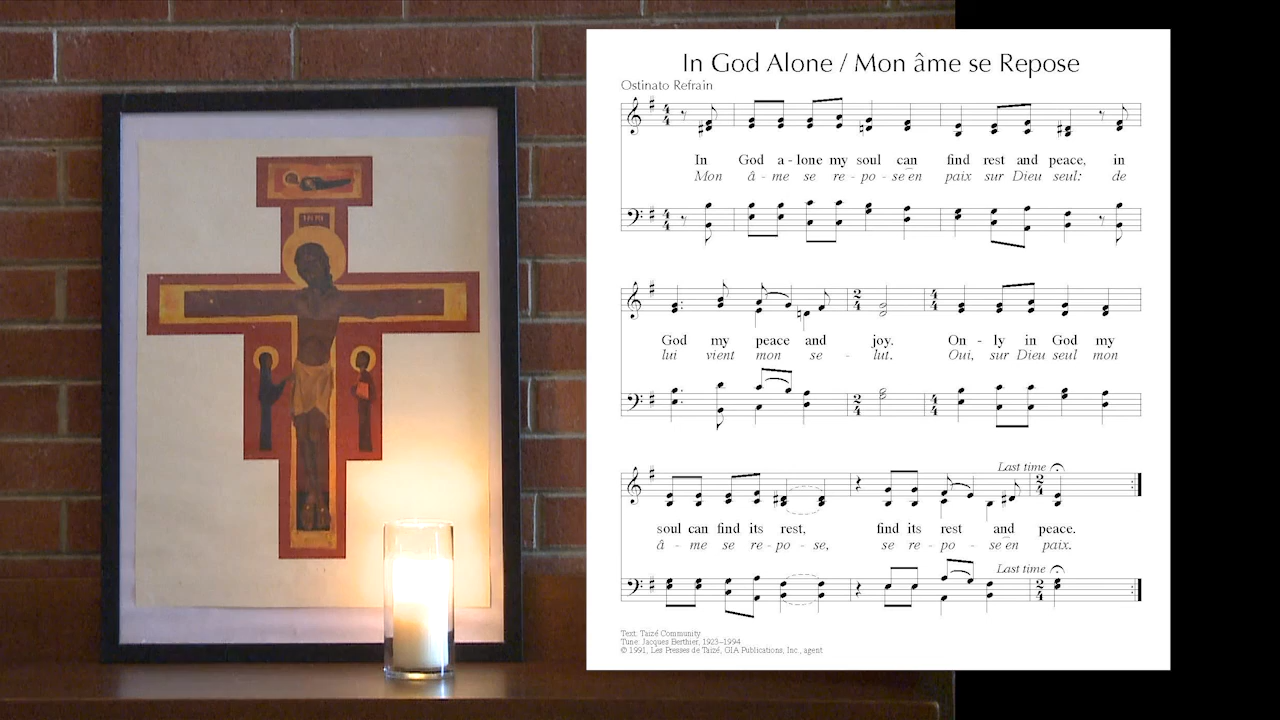 In God Alone / Mon âme se Repose
Ostinato Refrain
In God a - lone my soul can find rest and peace, in
Mon â - me se re - po - se en paix sur Dieu seul: de
God my peace and joy. On - ly in God my
lui vient mon se - lut. Oui, sur Dieu seul mon
Last time
soul can find its rest, find its rest and peace.
â - me se re - po - se, se re - po - se en paix.
Last time
Text: Taizé Community
Tune: Jacques Berthier, 1923–1994
© 1991, Les Presses de Taizé, GIA Publications, Inc., agent